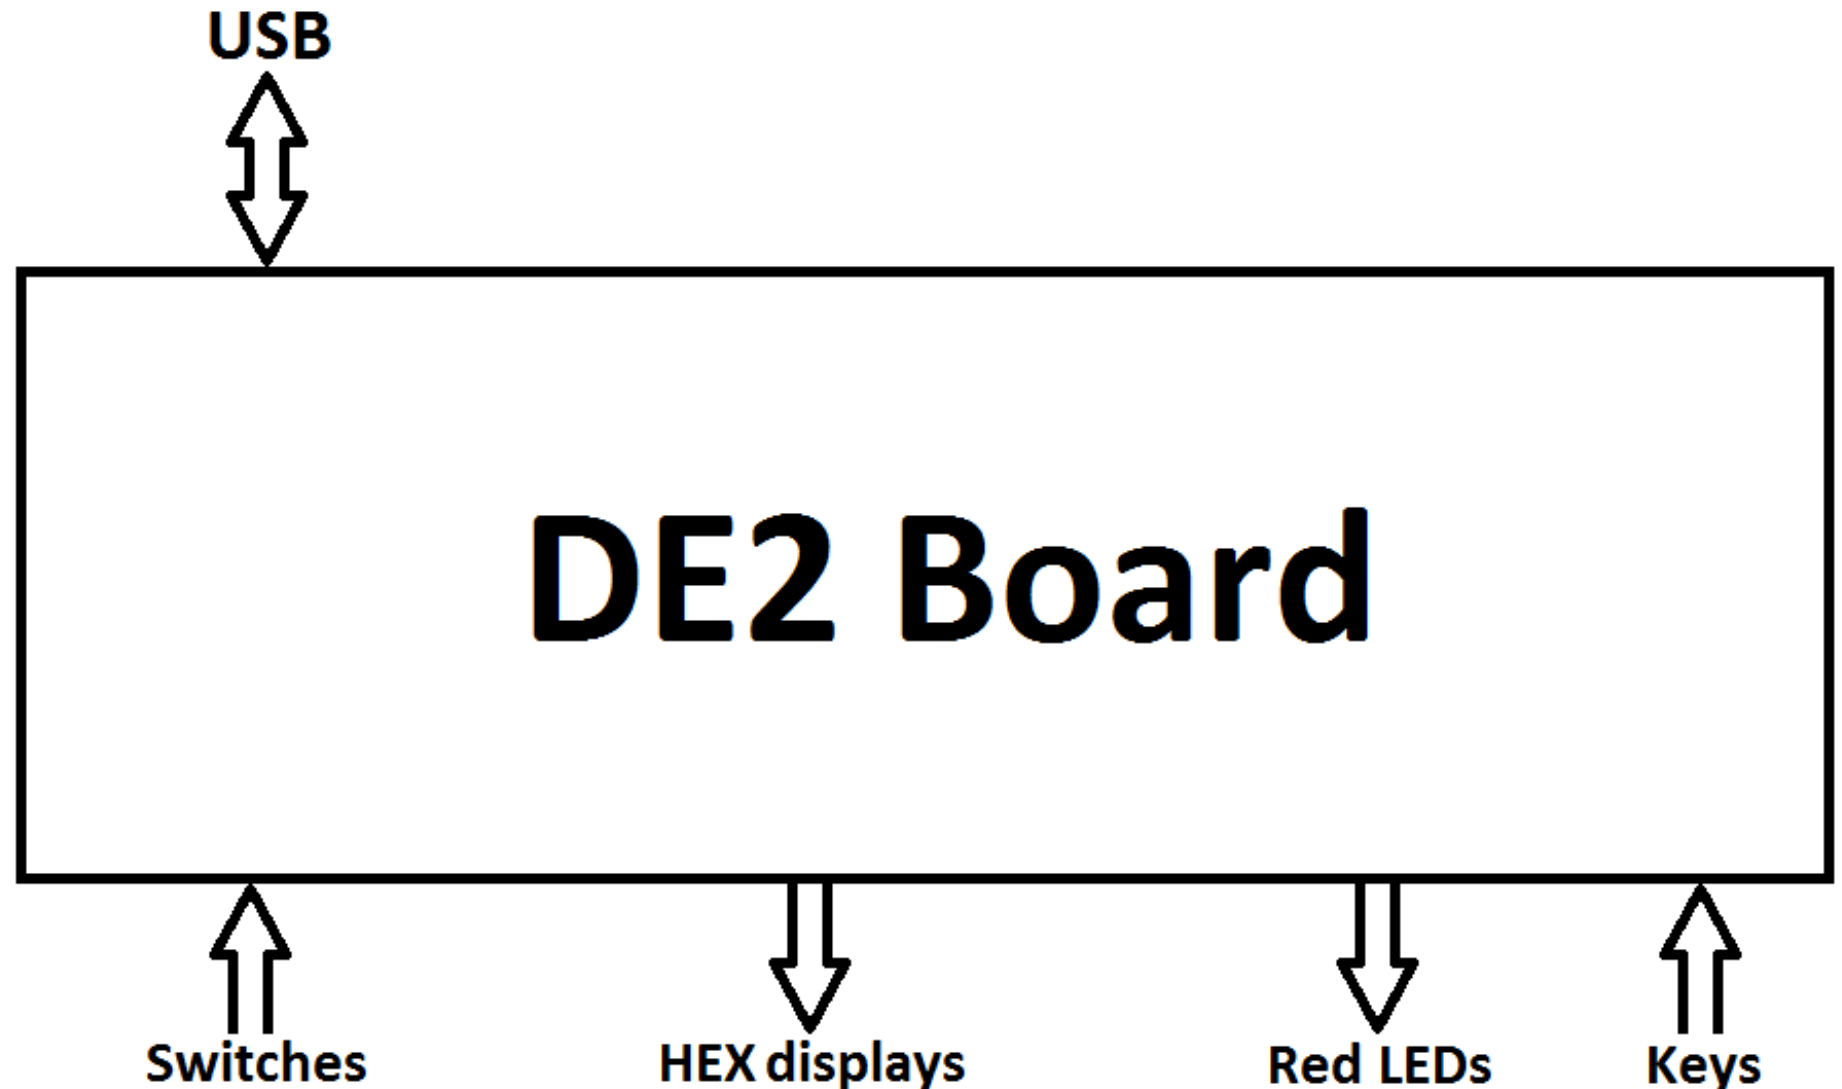 USB
DE2 Board
Switches
HEX displays
Red LEDs
Keys